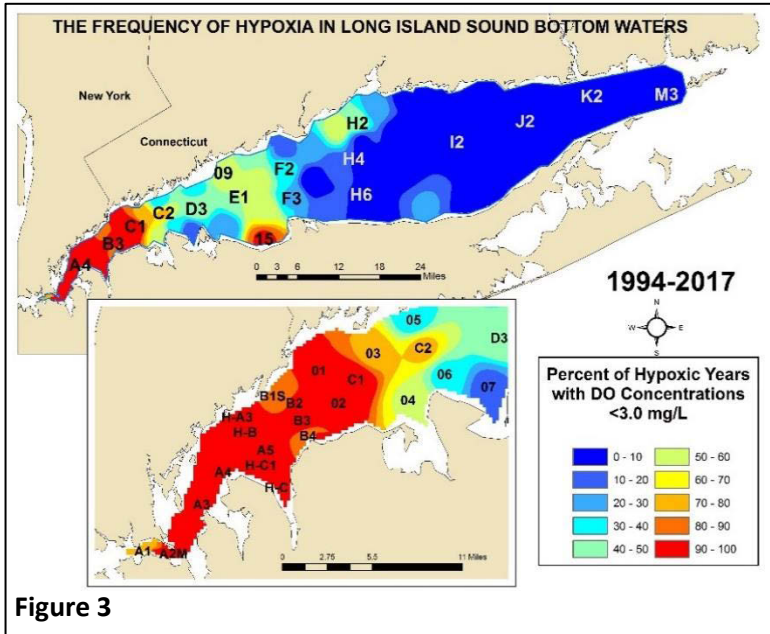 THE FREQUENCY OF HYPOXIA IN LONG ISLAND SOUND BOTTOM WATERS
New York
Connecticut
A4
B3
C1
C2
D3
09
E1
15
F2
F3
H2
H4
H6
I2
J2
K2
M3
0 3 6 12 18 24
Miles
1994-2017
N
W E
S
05
03
C2
D3
01
C1
06
07
B1S
B2
02
04
H-A3
B3
H-B
B4
A5
H-C1
A4
H-C
A3
A1
A2M
0 2.75 5.5 11 Miles
Percent of Hypoxic Years
with DO Concentrations
<3.0 mg/L
0 - 10 50 - 60
10 - 20 60 - 70
20 - 30 70 - 80
30 - 40 80 - 90
40 - 50 90 - 100
Figure 3